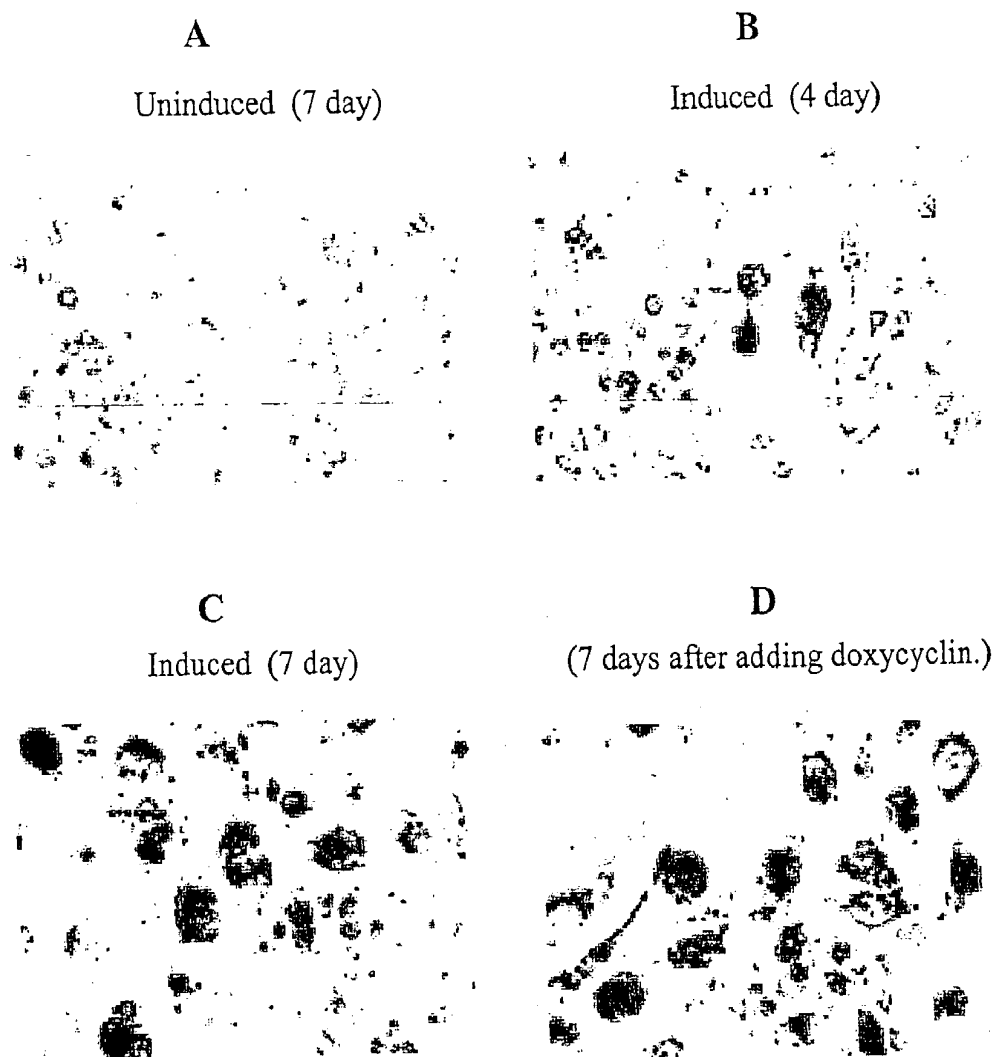 A
Uninduced (7 day)
B
Induced (4 day)
C
Induced (7 day)
D
(7 days after adding doxycyclin.)